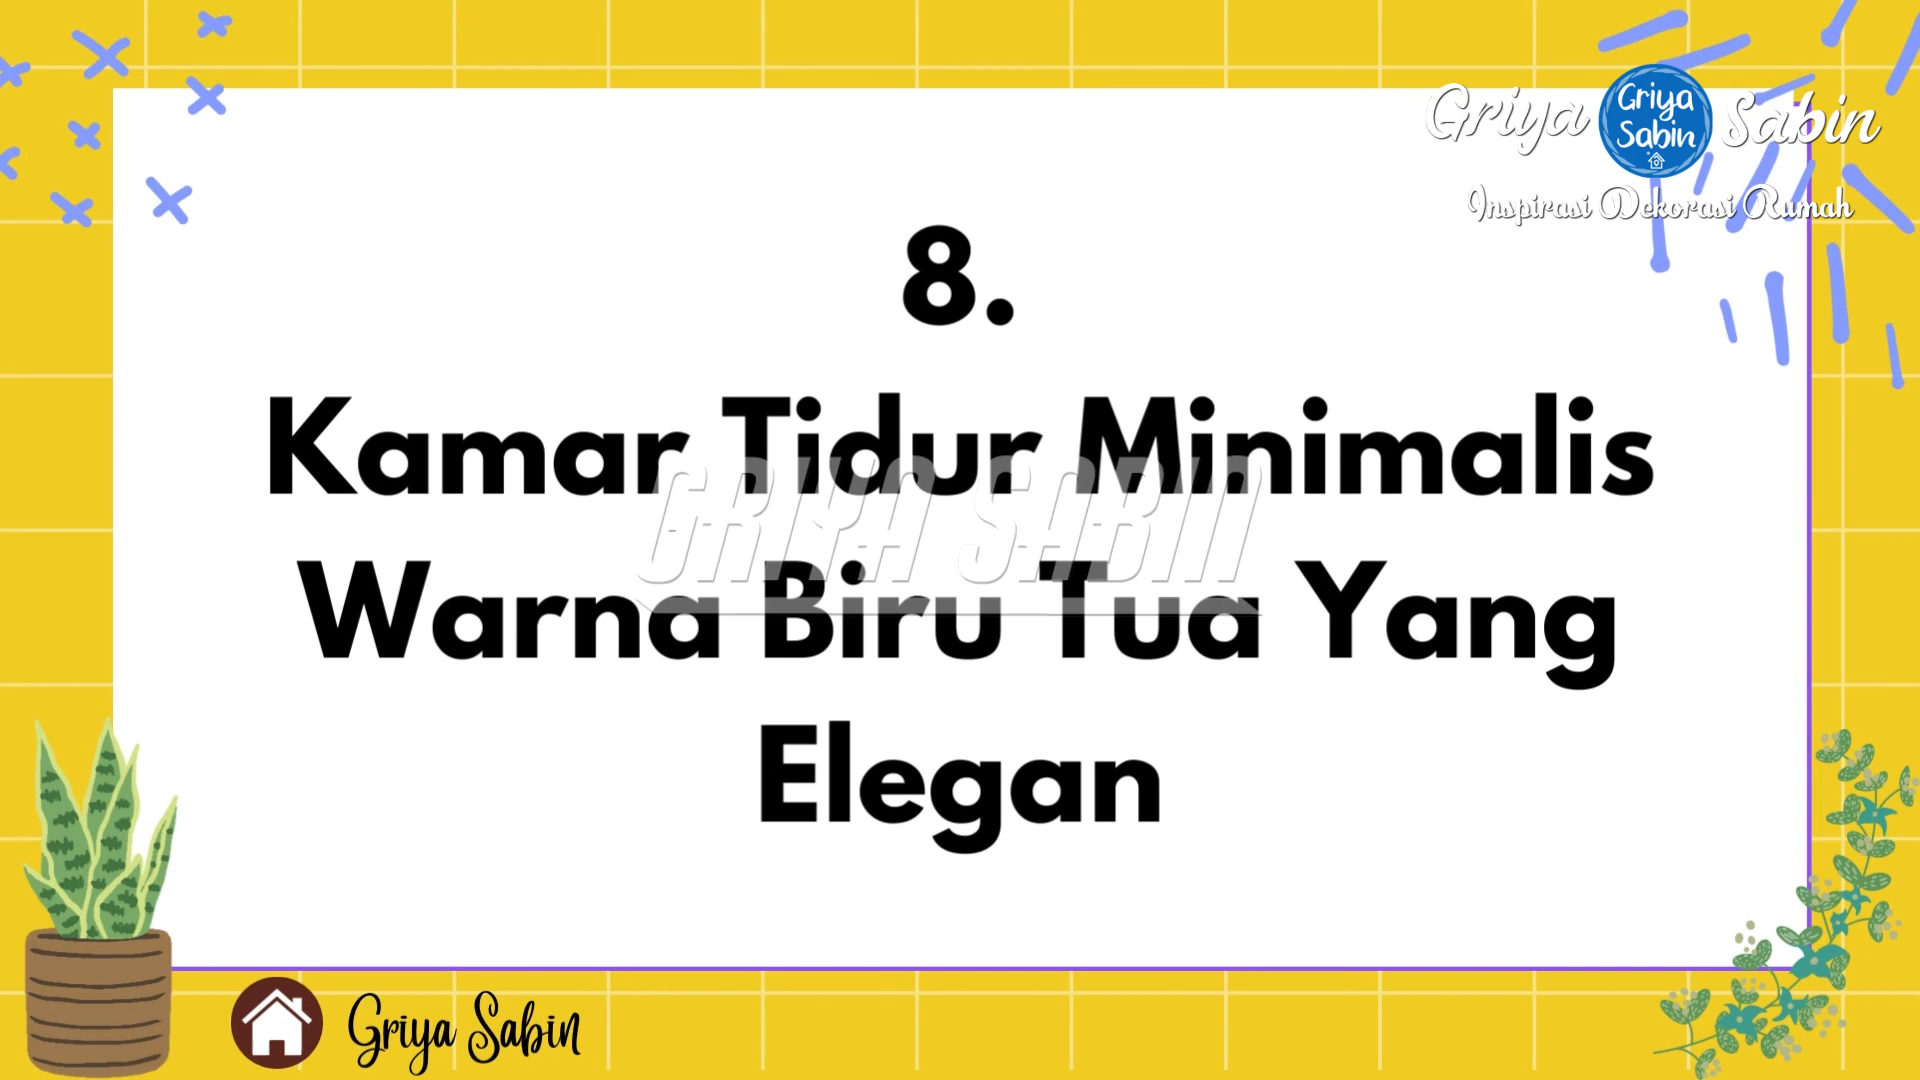 Griya Sabin
Griya
Sabin
Inspirasi Dekorasi Rumah
8.
Kamar Tidur Minimalis
GRIYA SABIN
Warna Biru Tua Yang
Elegan
Griya Sabin